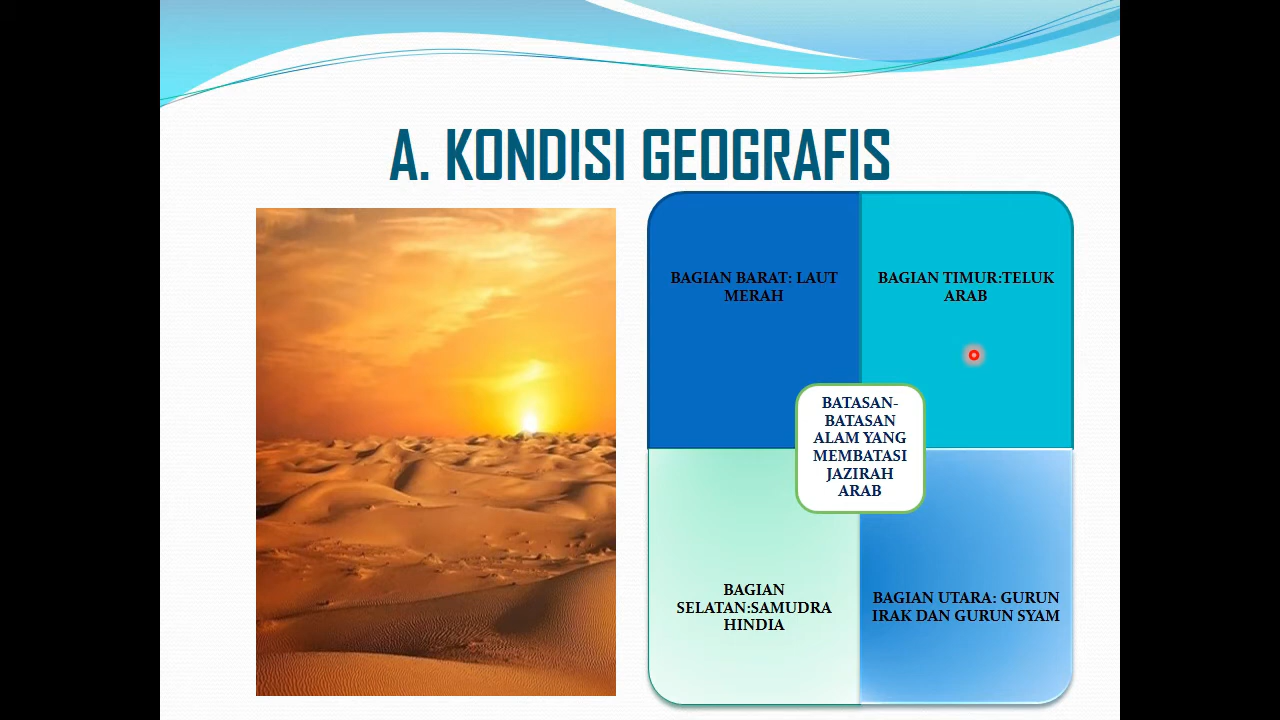 A. KONDISI GEOGRAFIS
BAGIAN BARAT: LAUT
MERAH
BAGIAN TIMUR:TELUK
ARAB
BATASAN-
BATASAN
ALAM YANG
MEMBATASI
JAZIRAH
ARAB
BAGIAN
SELATAN:SAMUDRA
HINDIA
BAGIAN UTARA: GURUN
IRAK DAN GURUN SYAM